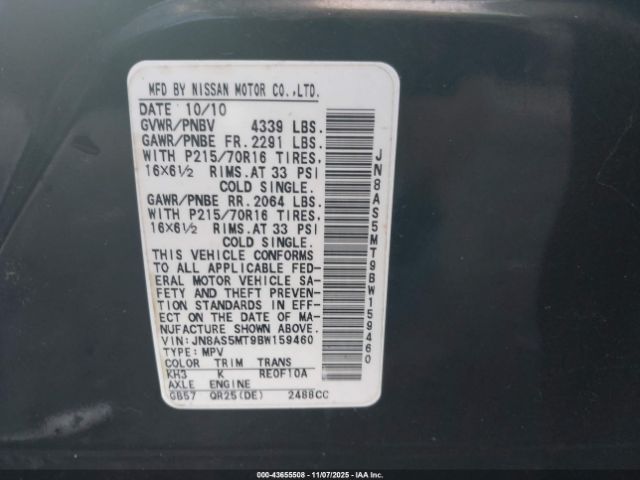 MFD BY NISSAN MOTOR CO.,LTD.
DATE 10/10
GVWR/PNBV 4339 LBS.
GAWR/PNBE FR.2291 LBS.
WITH P215/70R16 TIRES.
16X6½ RIMS.AT 33 PSI
COLD SINGLE.
GAWR/PNBE RR.2064 LBS.
WITH P215/70R16 TIRES.
16X6½ RIMS.AT 33 PSI
COLD SINGLE.
THIS VEHICLE CONFORMS
TO ALL APPLICABLE FED-
ERAL MOTOR VEHICLE SA-
FETY AND THEFT PREVEN-
TION STANDARDS IN EFF-
ECT ON THE DATE OF MA-
NUFACTURE SHOWN ABOVE.
VIN:JN8AS5MT9BW159460
TYPE:MPV
COLOR TRIM TRANS
KH3 K RE0F10A
AXLE ENGINE
GB57 QR25(DE) 2488CC
JN8AS5MT9BW159460
000-43655508 - 11/07/2025 - IAAI.com